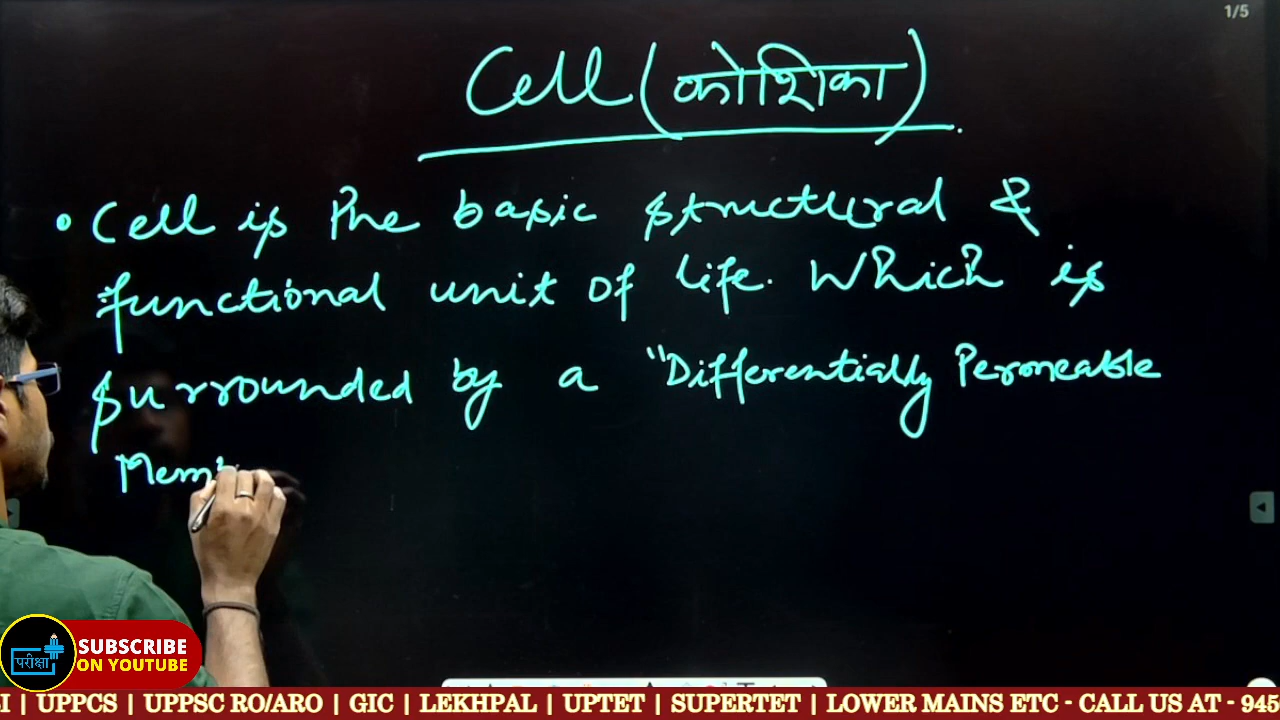 1/5
Cell (कोशिका)
• Cell is the basic structural &
functional unit of life. Which is
surrounded by a "Differentially Permeable
Mem
परीक्षा
SUBSCRIBE
ON YOUTUBE
I | UPPCS | UPPSC RO/ARO | GIC | LEKHPAL | UPTET | SUPERTET | LOWER MAINS ETC - CALL US AT - 945